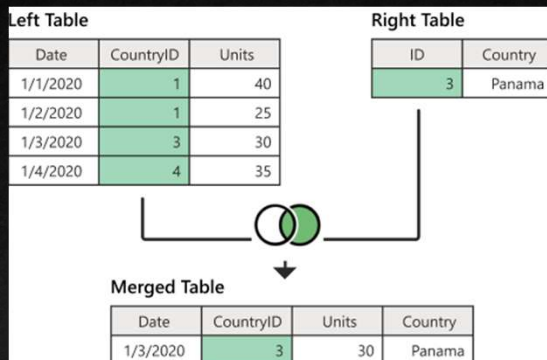 Left Table
Date CountryID Units
1/1/2020 1 40
1/2/2020 1 25
1/3/2020 3 30
1/4/2020 4 35
Right Table
ID Country
3 Panama
Merged Table
Date CountryID Units Country
1/3/2020 3 30 Panama